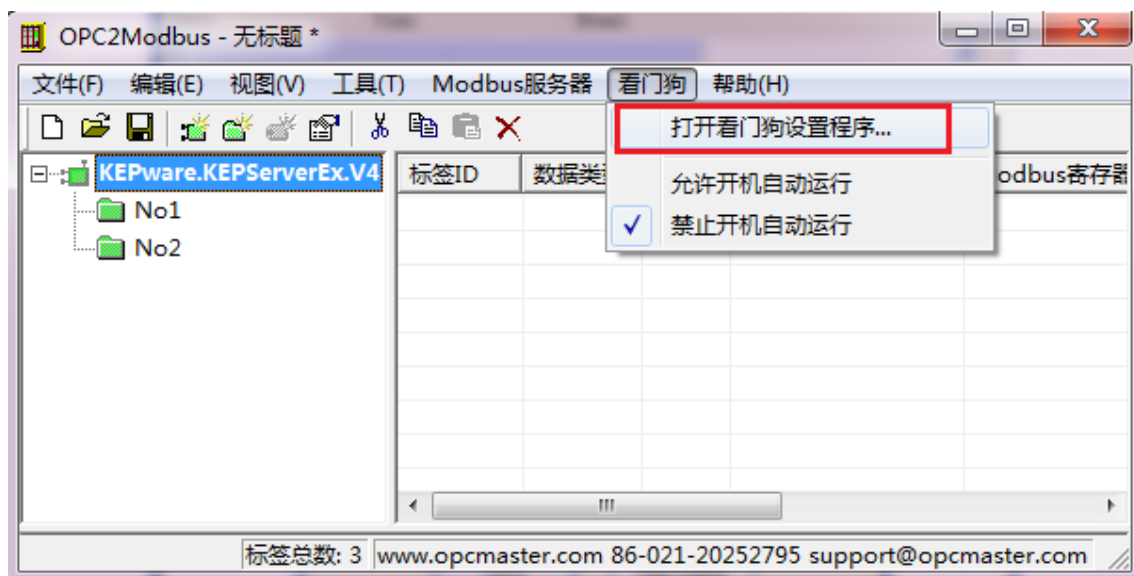 OPC2Modbus - 无标题 *
文件(F) 编辑(E) 视图(V) 工具(T) Modbus服务器 看门狗 帮助(H)
打开看门狗设置程序...
KEPware.KEPServerEx.V4 标签ID 数据类 odbus寄存器
允许开机自动运行
No1
禁止开机自动运行
No2
标签总数: 3 www.opcmaster.com 86-021-20252795 support@opcmaster.com